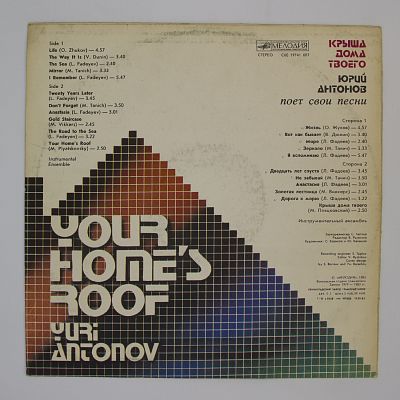 Side 1
Life (O. Zhukov) — 4.57
The Way It Is (V. Dunin) — 3.40
The Sea (L. Fadeyev) — 3.40
Mirror (M. Tanich) — 3.33
I Remember (L. Fadeyev) — 5.47
Side 2
Twenty Years Later
(L. Fadeyev) — 3.45
Don't Forget (M. Tanich) — 3.50
Anastasia (L. Fadeyev) — 3.01
Gold Staircase
(M. Viskers) — 2.45
The Road to the Sea
(L. Fadeyev) — 3.22
Your Home's Roof
(M. Plyatskovsky) — 2.50
Instrumental
Ensemble
МЕЛОДИЯ
СТЕРЕО
КРЫША
ДОМА
ТВОЕГО
ЮРИЙ
АНТОНОВ
поет свои песни
Сторона 1
Жизнь (О. Жуков) — 4.57
Вот как бывает — 3.40
Море (Л. Фадеев) — 3.40
Зеркало (М. Танич) — 3.33
Я вспоминаю (Л. Фадеев) — 5.47
Сторона 2
Двадцать лет спустя (Л. Фадеев) — 3.45
Не забывай (М. Танич) — 3.50
Анастасия (Л. Фадеев) — 3.01
Золотая лестница — 2.45
Дорога к морю (Л. Фадеев) — 3.22
Крыша дома твоего
(М. Пляцковский) — 2.50
Инструментальный ансамбль
YOUR
HOME'S
ROOF
YURI
ANTONOV